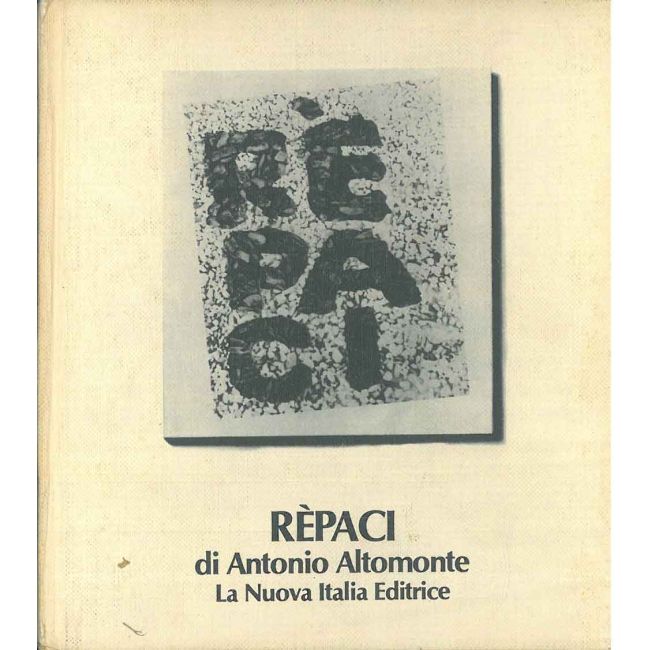 RÈ
PA
CI
RÈPACI
di Antonio Altomonte
La Nuova Italia Editrice